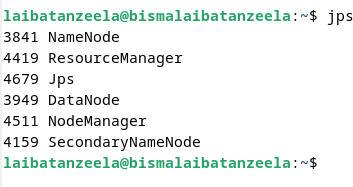 laibatanzeela@bismalaibatanzeela:~$ jps
3841 NameNode
4419 ResourceManager
4679 Jps
3949 DataNode
4511 NodeManager
4159 SecondaryNameNode
laibatanzeela@bismalaibatanzeela:~$